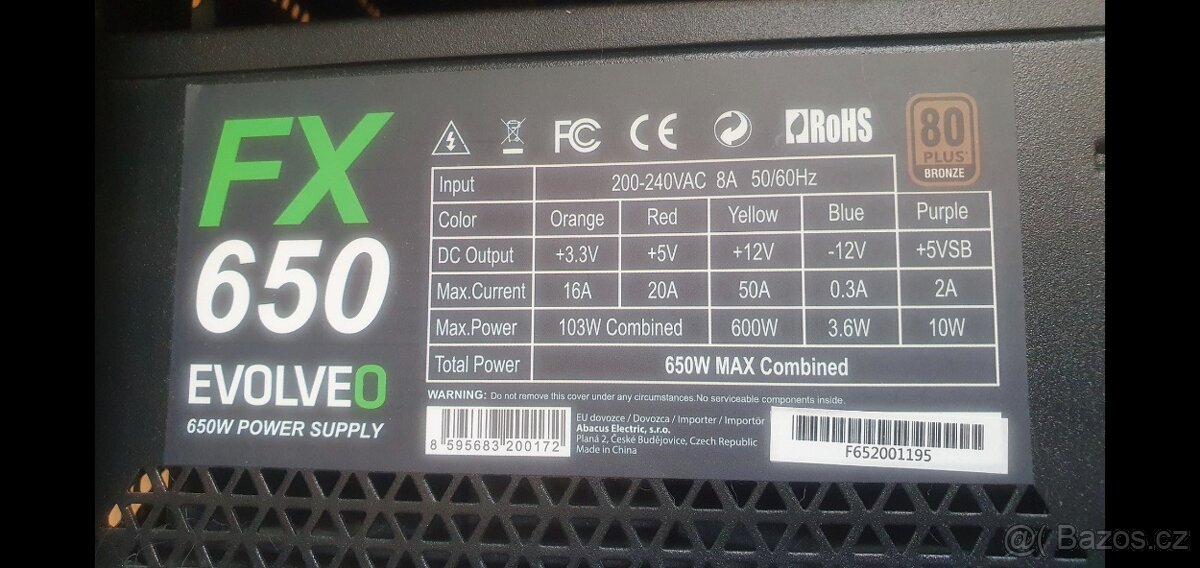 FX
650
EVOLVEO
650W POWER SUPPLY
FC CE RoHS
80
PLUS
BRONZE
Input 200-240VAC 8A 50/60Hz
Color Orange Red Yellow Blue Purple
DC Output +3.3V +5V +12V -12V +5VSB
Max.Current 16A 20A 50A 0.3A 2A
Max.Power 103W Combined 600W 3.6W 10W
Total Power 650W MAX Combined
WARNING: Do not remove this cover under any circumstances.No serviceable components inside.
8 595683 200172
EU dovozce / Dovozca / Importer / Importőr
Abacus Electric, s.r.o.
Planá 2, České Budějovice, Czech Republic
Made in China
F652001195
@( Bazos.cz